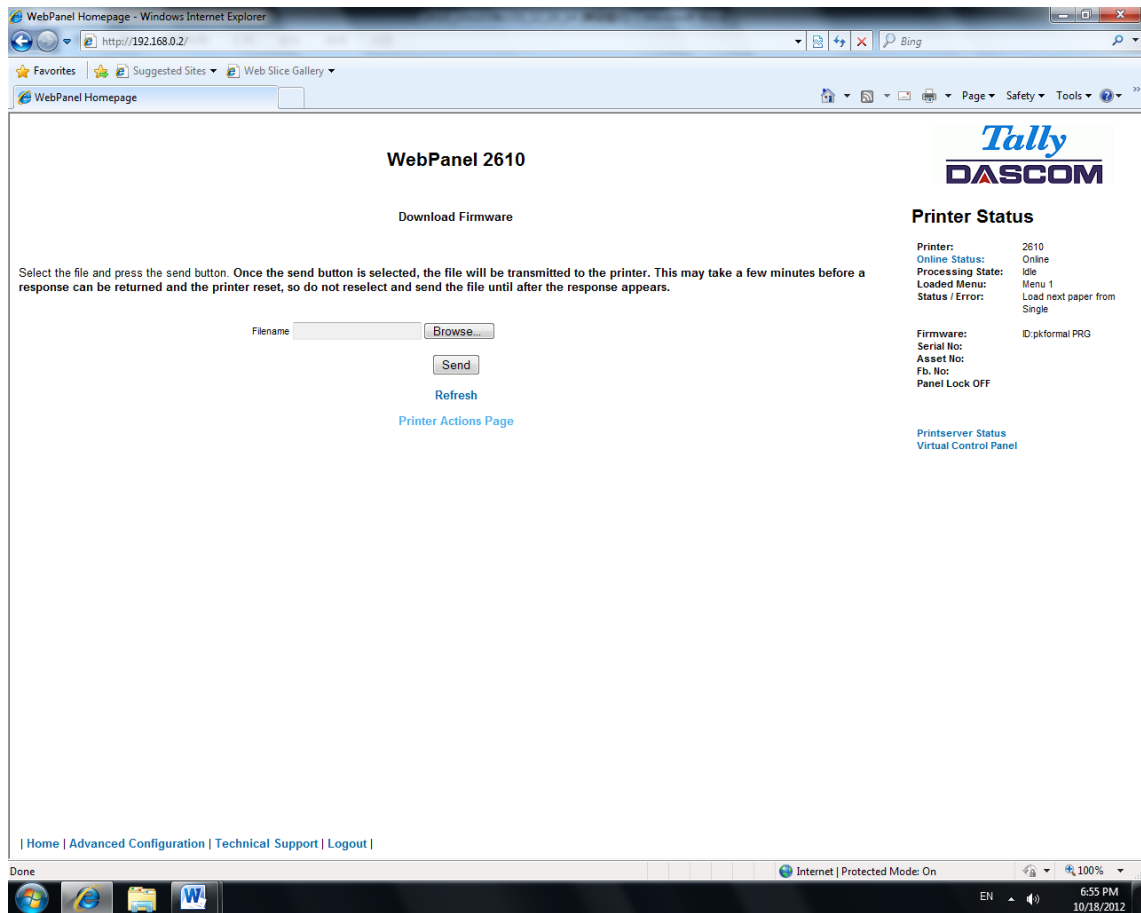 WebPanel Homepage - Windows Internet Explorer
http://192.168.0.2/
Bing
Favorites
Suggested Sites
Web Slice Gallery
WebPanel Homepage
Page
Safety
Tools
»
Tally
DASCOM
WebPanel 2610
Download Firmware
Select the file and press the send button. Once the send button is selected, the file will be transmitted to the printer. This may take a few minutes before a
response can be returned and the printer reset, so do not reselect and send the file until after the response appears.
Filename
Browse...
Send
Refresh
Printer Actions Page
Printer Status
Printer: 2610
Online Status: Online
Processing State: Idle
Loaded Menu: Menu 1
Status / Error: Load next paper from
Single
Firmware: ID:pkformal PRG
Serial No:
Asset No:
Fb. No:
Panel Lock OFF
Printserver Status
Virtual Control Panel
| Home | Advanced Configuration | Technical Support | Logout |
Done
Internet | Protected Mode: On
100%
EN
6:55 PM
10/18/2012